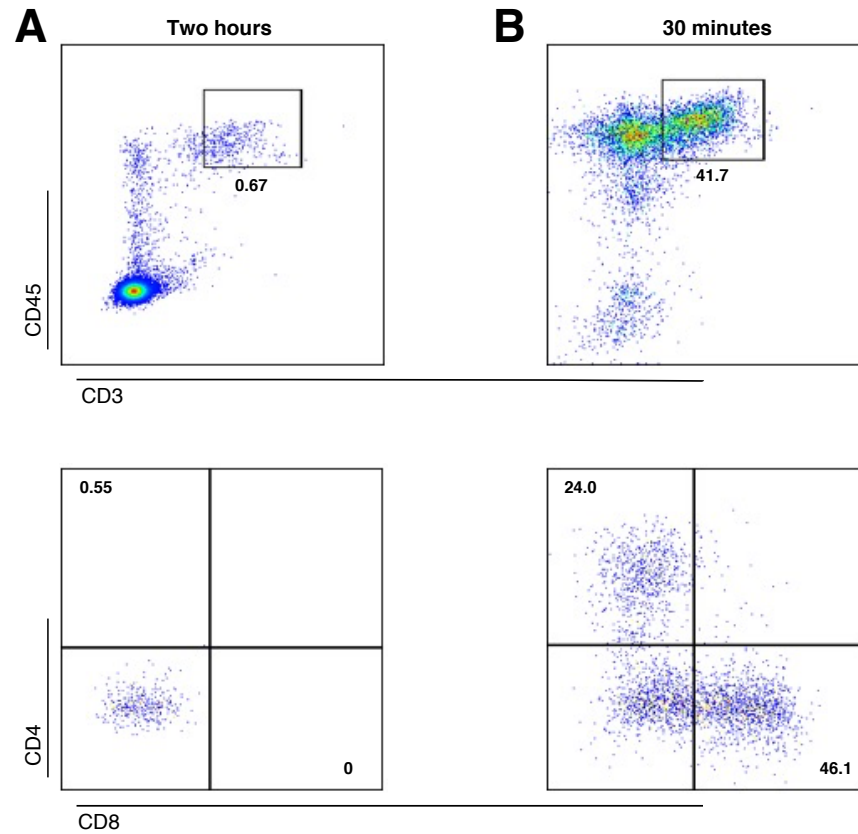 A
Two hours
B
30 minutes
0.67
41.7
CD45
CD3
0.55
24.0
CD4
0
46.1
CD8